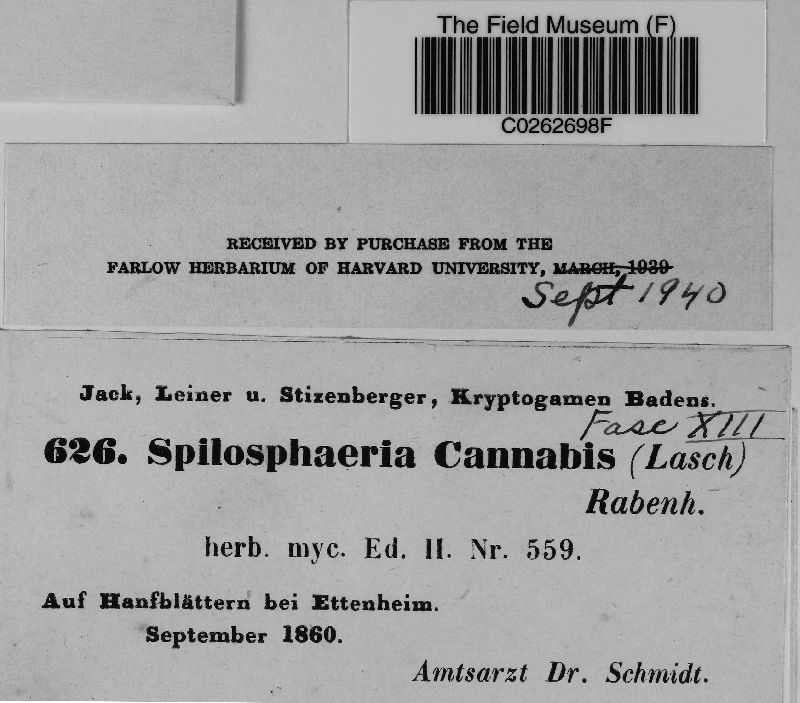 The Field Museum (F)
C0262698F
RECEIVED BY PURCHASE FROM THE
FARLOW HERBARIUM OF HARVARD UNIVERSITY, MARCH, 1939
Sept 1940
Jack, Leiner u. Stizenberger, Kryptogamen Badens.
Fasc XIII
626. Spilosphaeria Cannabis (Lasch)
Rabenh.
herb. myc. Ed. II. Nr. 559.
Auf Hanfblättern bei Ettenheim.
September 1860.
Amtsarzt Dr. Schmidt.